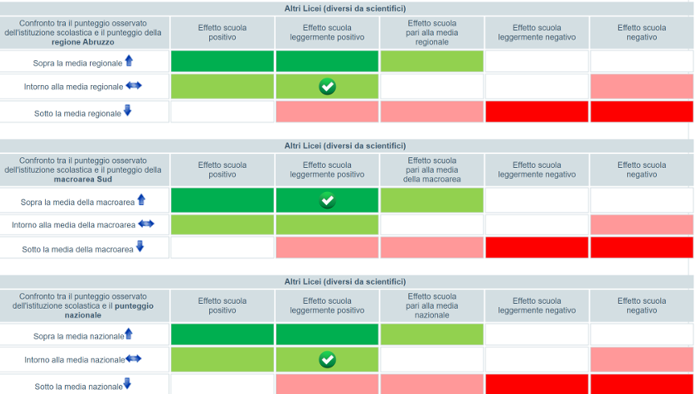 Altri Licei (diversi da scientifici)
Confronto tra il punteggio osservato
dell'istituzione scolastica e il punteggio della
regione Abruzzo
Effetto scuola
positivo
Effetto scuola
leggermente positivo
Effetto scuola
pari alla media
regionale
Effetto scuola
leggermente negativo
Effetto scuola
negativo
Sopra la media regionale
Intorno alla media regionale
Sotto la media regionale
Altri Licei (diversi da scientifici)
Confronto tra il punteggio osservato
dell'istituzione scolastica e il punteggio della
macroarea Sud
Effetto scuola
positivo
Effetto scuola
leggermente positivo
Effetto scuola
pari alla media
della macroarea
Effetto scuola
leggermente negativo
Effetto scuola
negativo
Sopra la media della macroarea
Intorno alla media della macroarea
Sotto la media della macroarea
Altri Licei (diversi da scientifici)
Confronto tra il punteggio osservato
dell'istituzione scolastica e il punteggio
nazionale
Effetto scuola
positivo
Effetto scuola
leggermente positivo
Effetto scuola
pari alla media
nazionale
Effetto scuola
leggermente negativo
Effetto scuola
negativo
Sopra la media nazionale
Intorno alla media nazionale
Sotto la media nazionale